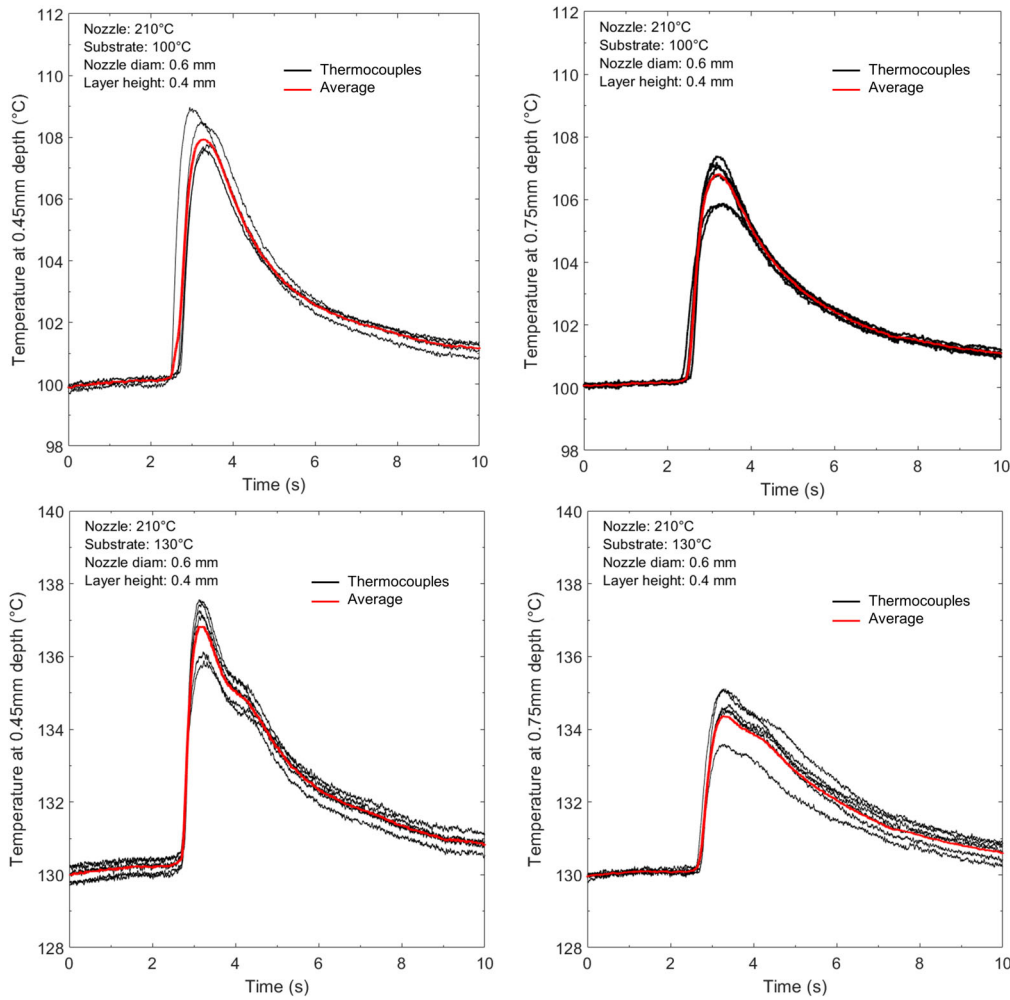 112
110
108
106
104
102
100
98
0
2
4
6
8
10
Temperature at 0.45mm depth (°C)
Time (s)
Nozzle: 210°C
Substrate: 100°C
Nozzle diam: 0.6 mm
Layer height: 0.4 mm
Thermocouples
Average
112
110
108
106
104
102
100
98
0
2
4
6
8
10
Temperature at 0.75mm depth (°C)
Time (s)
Nozzle: 210°C
Substrate: 100°C
Nozzle diam: 0.6 mm
Layer height: 0.4 mm
Thermocouples
Average
140
138
136
134
132
130
128
0
2
4
6
8
10
Temperature at 0.45mm depth (°C)
Time (s)
Nozzle: 210°C
Substrate: 130°C
Nozzle diam: 0.6 mm
Layer height: 0.4 mm
Thermocouples
Average
140
138
136
134
132
130
128
0
2
4
6
8
10
Temperature at 0.75mm depth (°C)
Time (s)
Nozzle: 210°C
Substrate: 130°C
Nozzle diam: 0.6 mm
Layer height: 0.4 mm
Thermocouples
Average